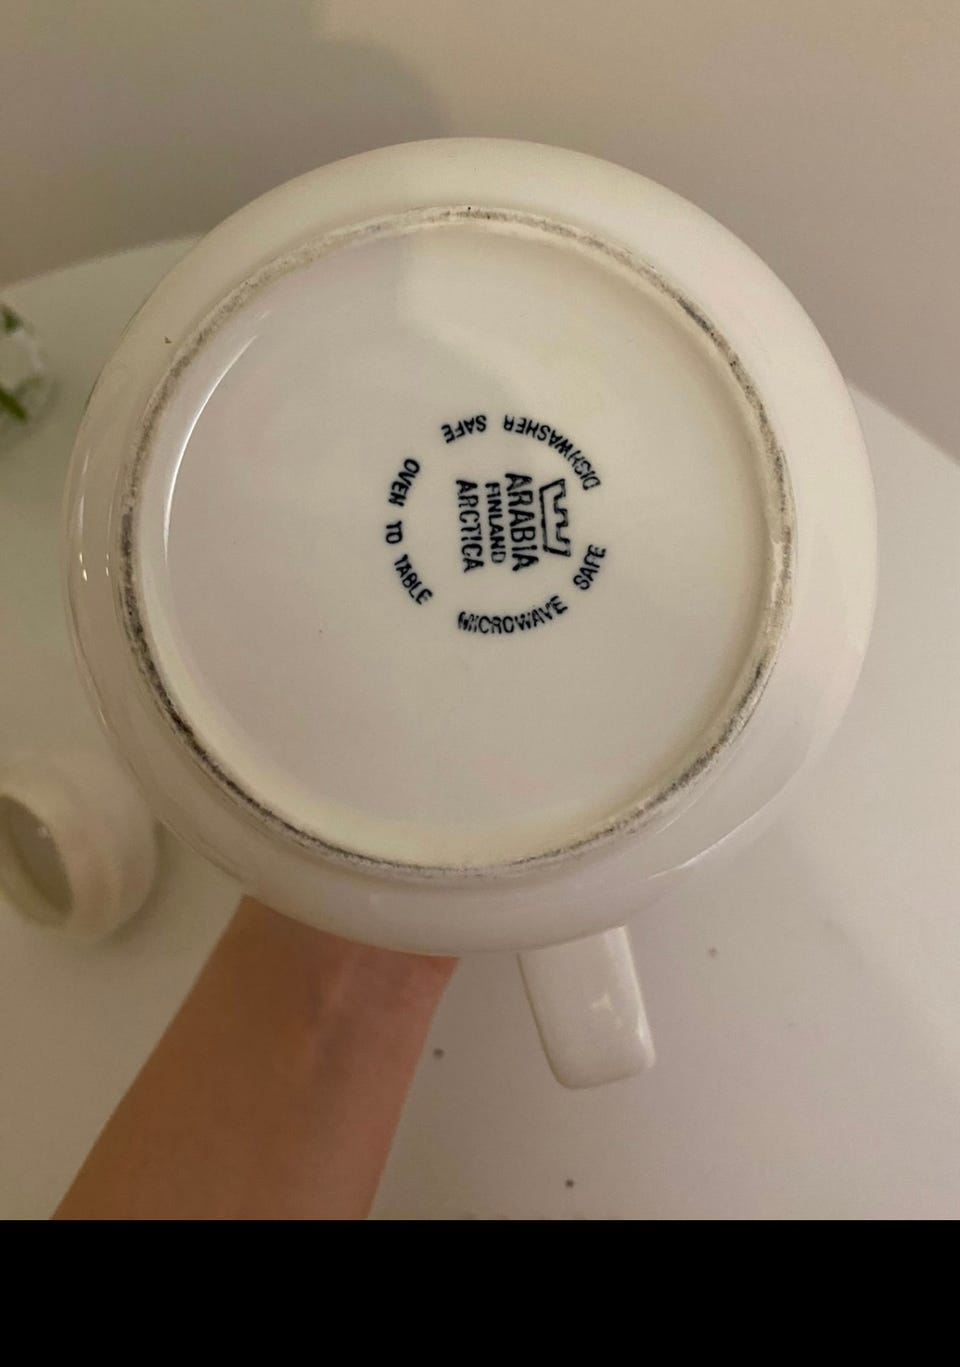 ARABIA
FINLAND
ARCTICA
DISHWASHER SAFE
MICROWAVE SAFE
OVEN TO TABLE